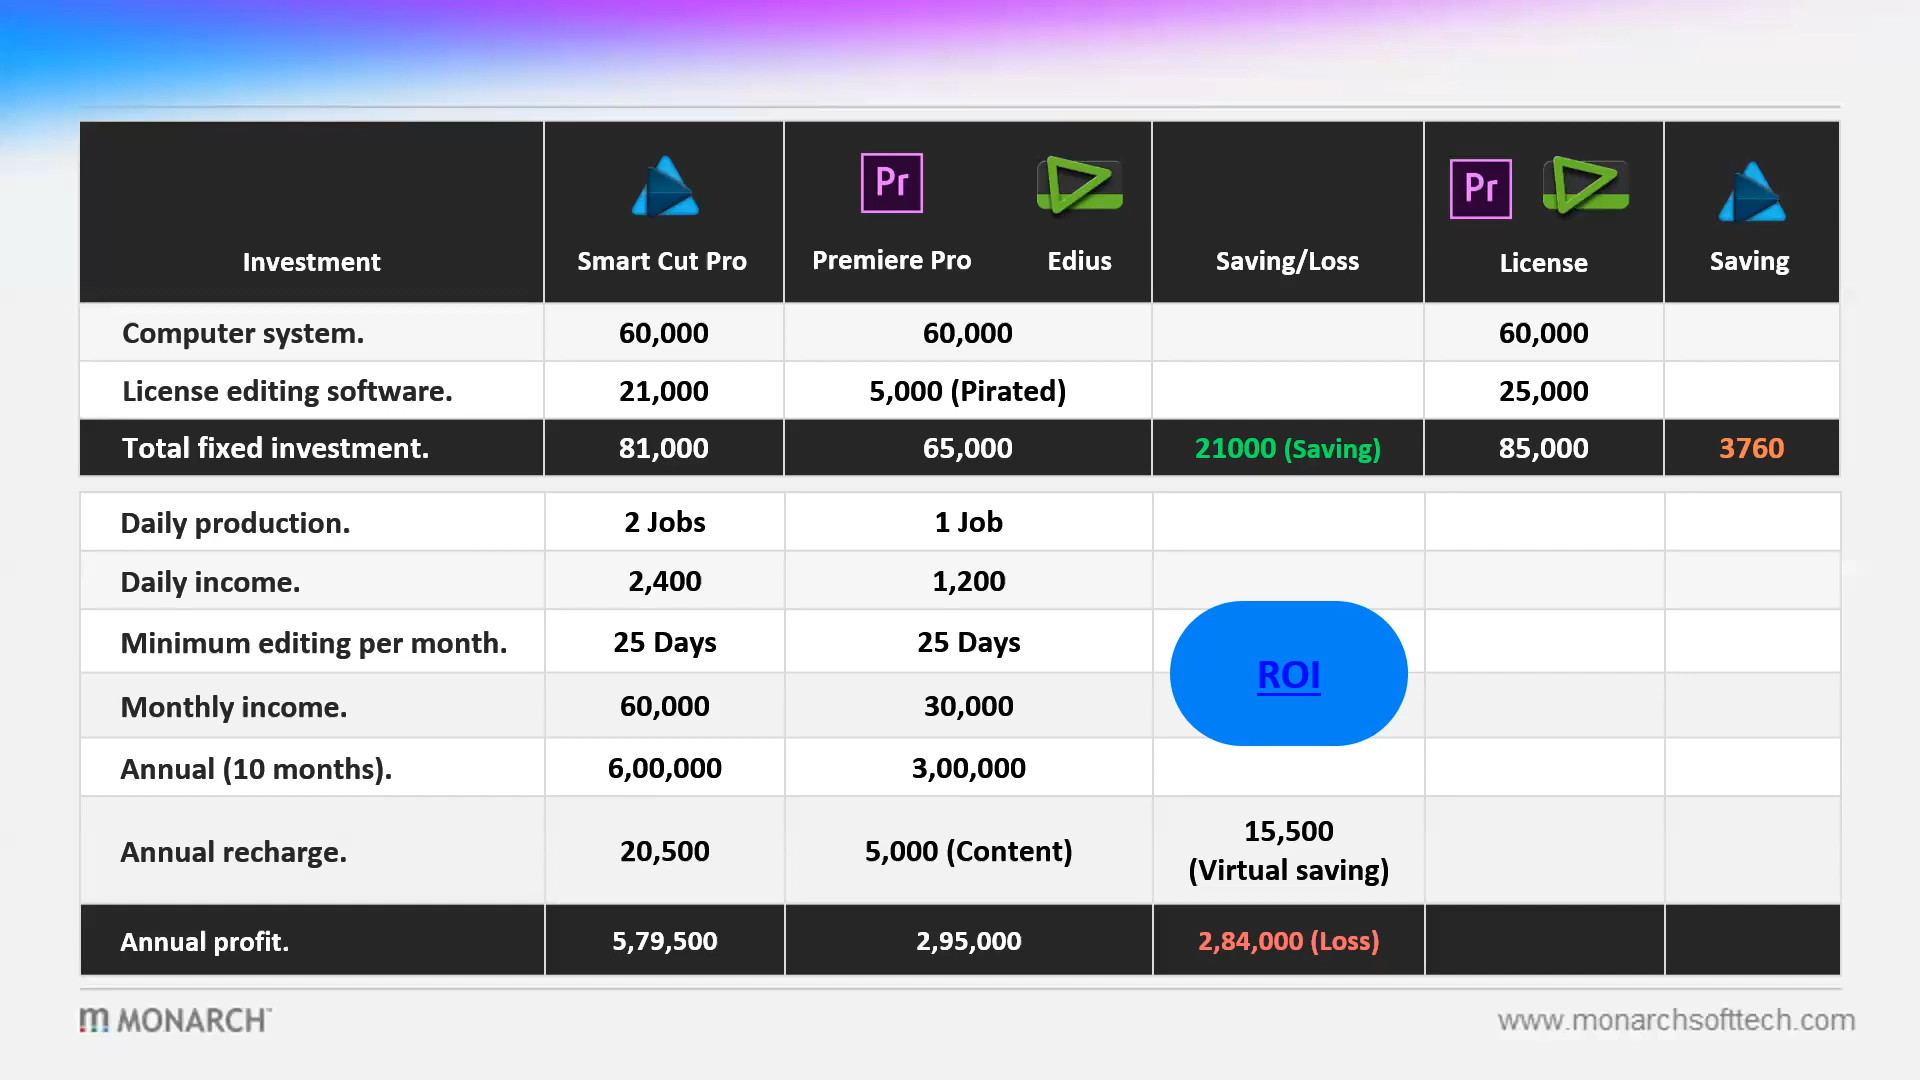 Pr Pr
Investment Smart Cut Pro Premiere Pro Edius Saving/Loss License Saving
Computer system. 60,000 60,000 60,000
License editing software. 21,000 5,000 (Pirated) 25,000
Total fixed investment. 81,000 65,000 21000 (Saving) 85,000 3760
Daily production. 2 Jobs 1 Job
Daily income. 2,400 1,200
Minimum editing per month. 25 Days 25 Days
ROI
Monthly income. 60,000 30,000
Annual (10 months). 6,00,000 3,00,000
Annual recharge. 20,500 5,000 (Content) 15,500
(Virtual saving)
Annual profit. 5,79,500 2,95,000 2,84,000 (Loss)
m MONARCH™ www.monarchsofttech.com